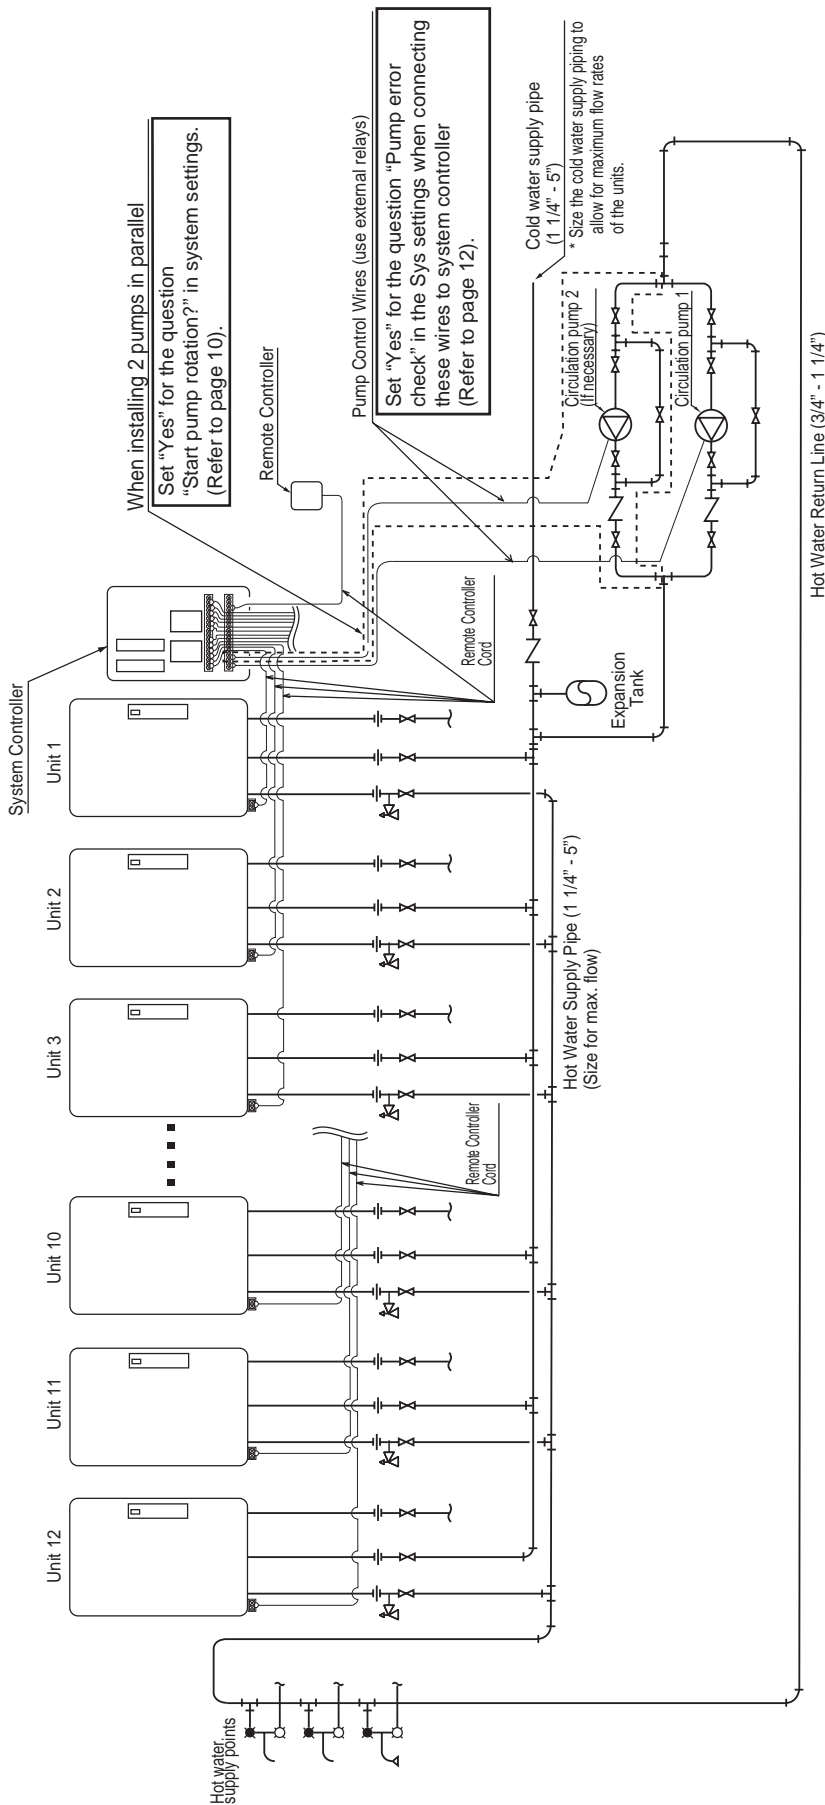 System Controller
When installing 2 pumps in parallel
Set “Yes” for the question
“Start pump rotation?” in system settings.
(Refer to page 10).
Remote Controller
Pump Control Wires (use external relays)
Set “Yes” for the question “Pump error
check” in the Sys settings when connecting
these wires to system controller
(Refer to page 12).
Cold water supply pipe
(1 1/4” - 5”)
* Size the cold water supply piping to
allow for maximum flow rates
of the units.
Unit 12
Unit 11
Unit 10
Unit 3
Unit 2
Unit 1
Remote Controller
Cord
Remote Controller
Cord
Circulation pump 2
(If necessary)
Circulation pump 1
Expansion
Tank
Hot Water Supply Pipe (1 1/4” - 5”)
(Size for max. flow)
Hot water
supply points
Hot Water Return Line (3/4” - 1 1/4”)